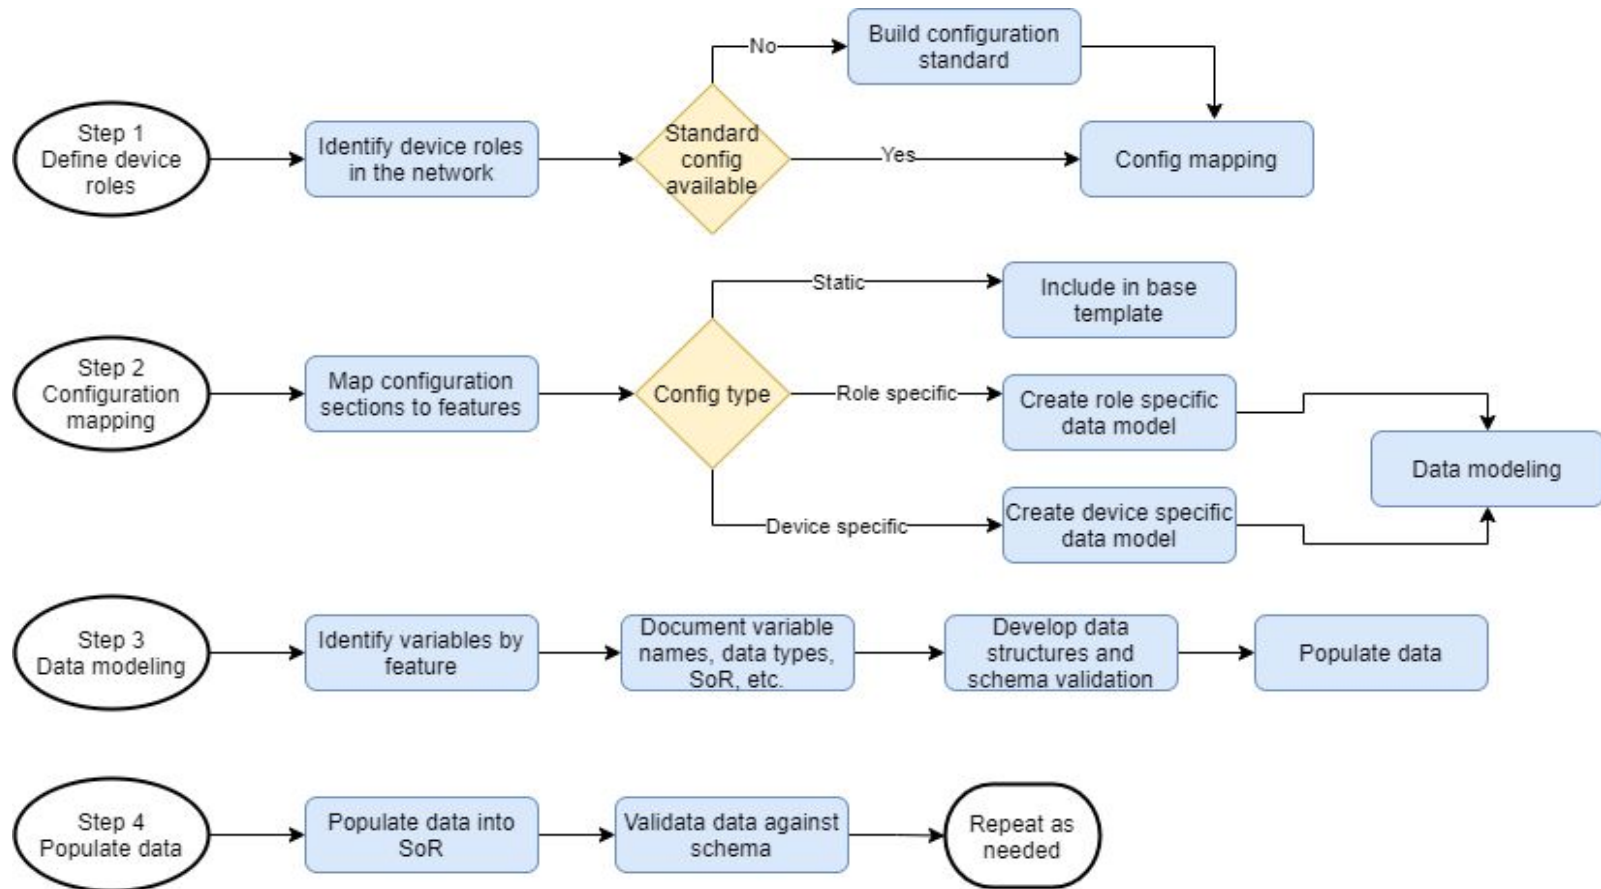 No
Build configuration
standard
Step 1
Define device
roles
Identify device roles
in the network
Standard
config
available
Yes
Config mapping
Static
Include in base
template
Step 2
Configuration
mapping
Map configuration
sections to features
Config type
Role specific
Create role specific
data model
Data modeling
Device specific
Create device specific
data model
Step 3
Data modeling
Identify variables by
feature
Document variable
names, data types,
SoR, etc.
Develop data
structures and
schema validation
Populate data
Step 4
Populate data
Populate data into
SoR
Validata data against
schema
Repeat as
needed